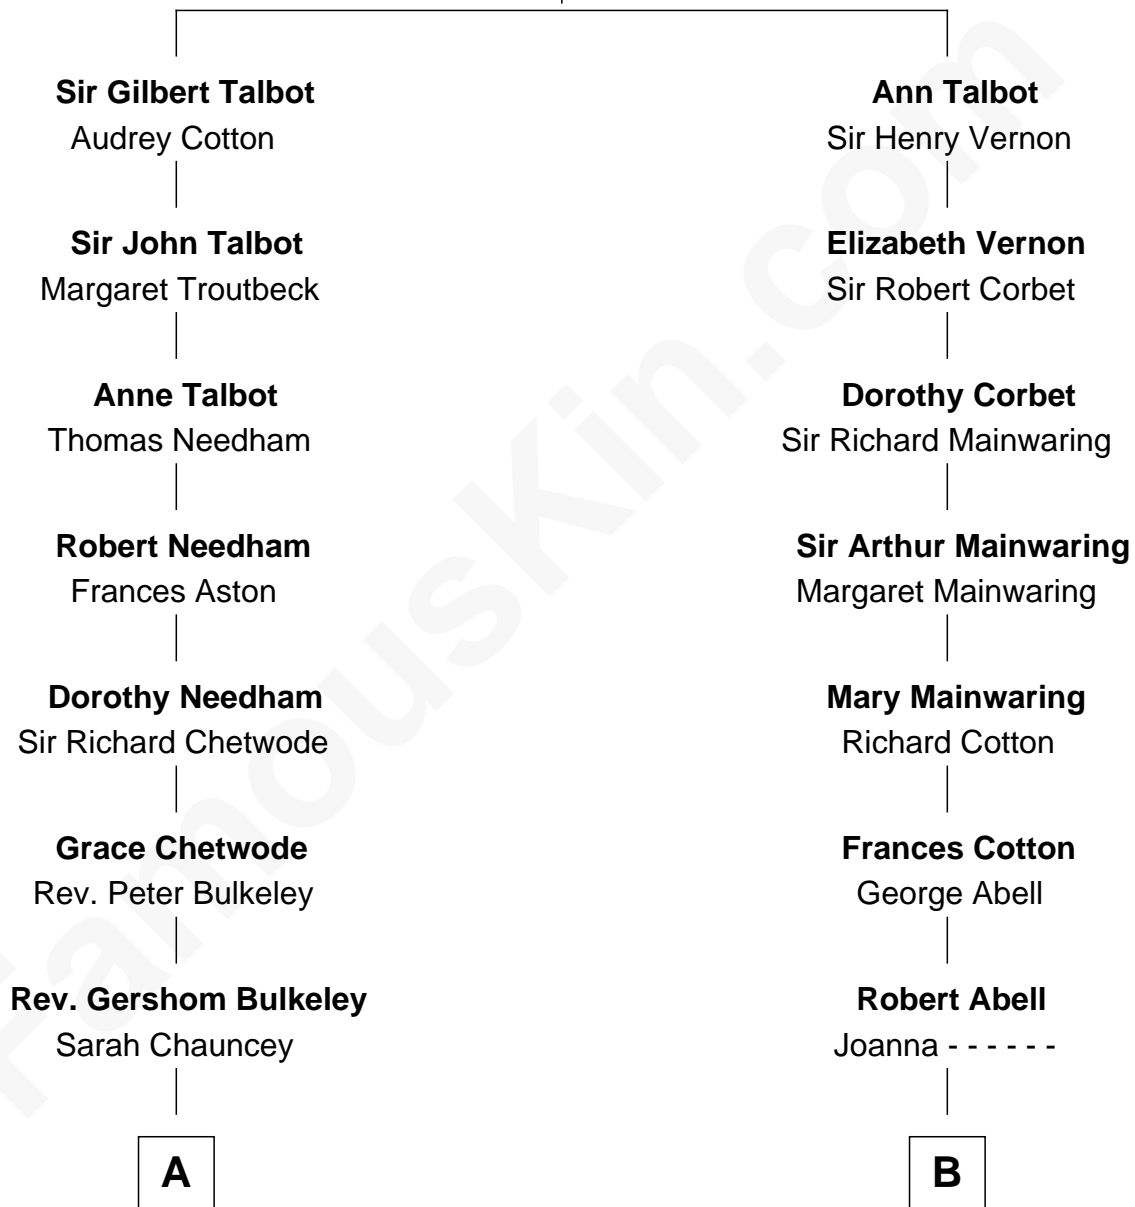 Sir Gilbert Talbot
Audrey Cotton
Sir John Talbot
Margaret Troutbeck
Anne Talbot
Thomas Needham
Robert Needham
Frances Aston
Dorothy Needham
Sir Richard Chetwode
Grace Chetwode
Rev. Peter Bulkeley
Rev. Gershom Bulkeley
Sarah Chauncey
A
Ann Talbot
Sir Henry Vernon
Elizabeth Vernon
Sir Robert Corbet
Dorothy Corbet
Sir Richard Mainwaring
Sir Arthur Mainwaring
Margaret Mainwaring
Mary Mainwaring
Richard Cotton
Frances Cotton
George Abell
Robert Abell
Joanna - - - - - -
B
FamousKin.com